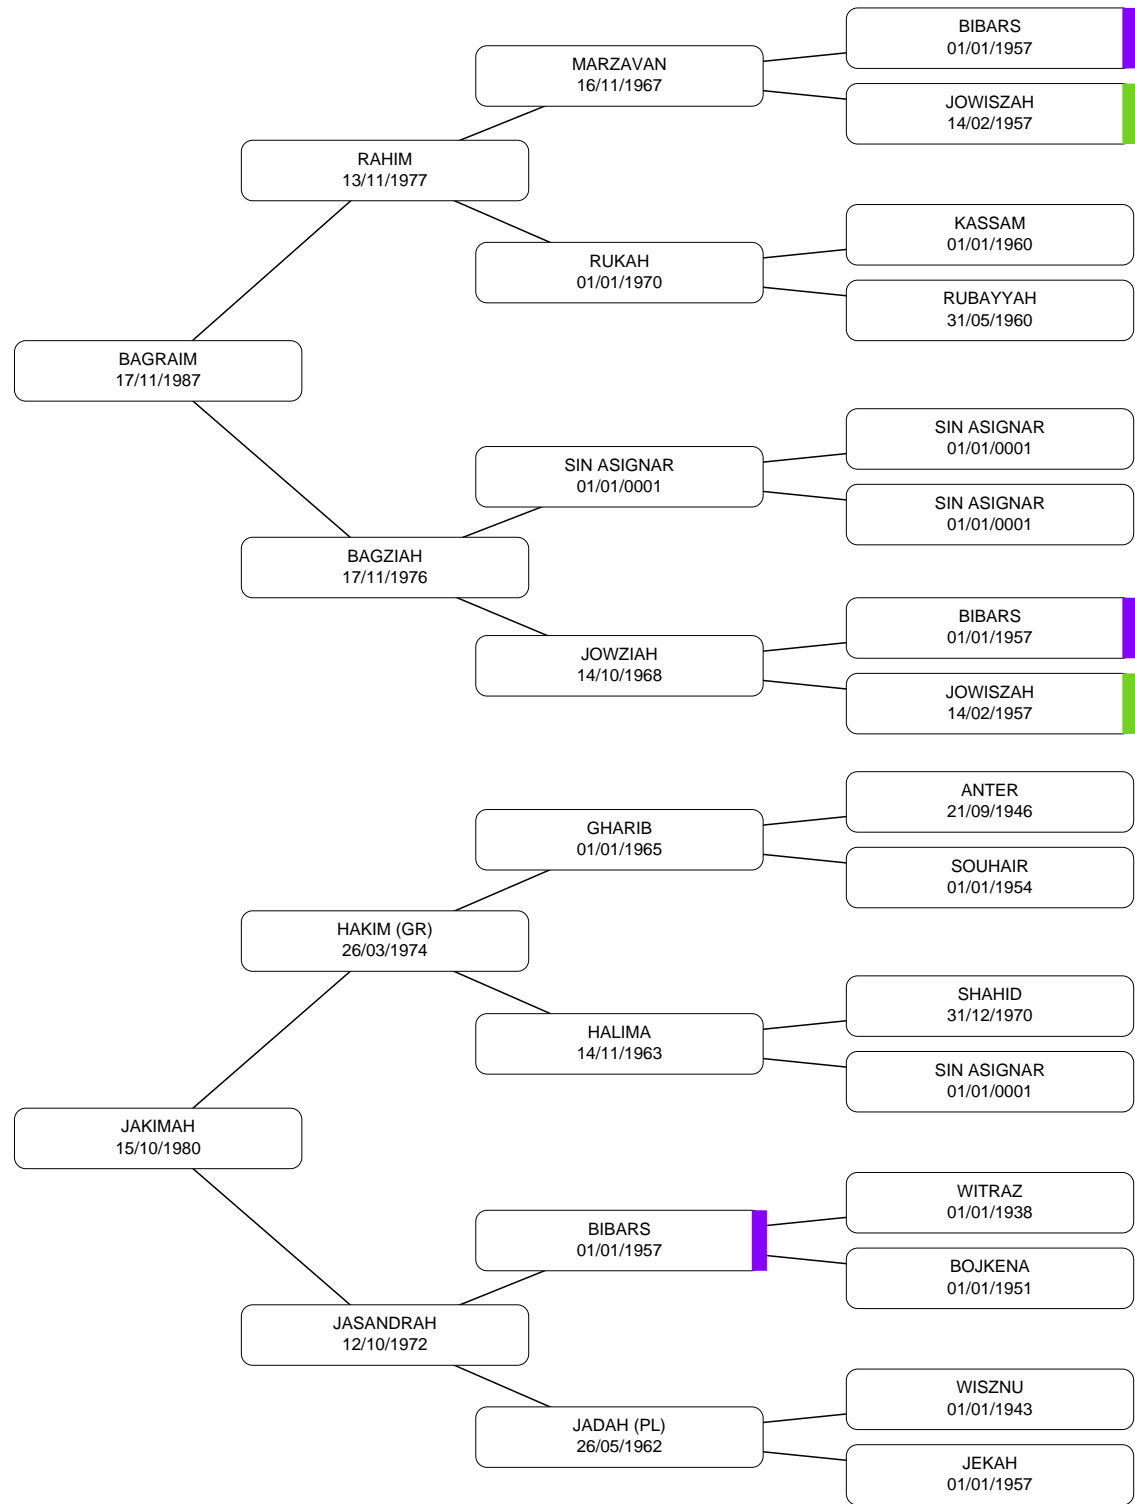 BIBARS
01/01/1957
MARZAVAN
16/11/1967
JOWISZAH
14/02/1957
RAHIM
13/11/1977
KASSAM
01/01/1960
RUKAH
01/01/1970
RUBAYYAH
31/05/1960
BAGRAIM
17/11/1987
SIN ASIGNAR
01/01/0001
SIN ASIGNAR
01/01/0001
SIN ASIGNAR
01/01/0001
BAGZIAH
17/11/1976
BIBARS
01/01/1957
JOWZIAH
14/10/1968
JOWISZAH
14/02/1957
ANTER
21/09/1946
GHARIB
01/01/1965
SOUHAIR
01/01/1954
HAKIM (GR)
26/03/1974
SHAHID
31/12/1970
HALIMA
14/11/1963
SIN ASIGNAR
01/01/0001
JAKIMAH
15/10/1980
WITRAZ
01/01/1938
BIBARS
01/01/1957
BOJKENA
01/01/1951
JASANDRAH
12/10/1972
WISZNU
01/01/1943
JADAH (PL)
26/05/1962
JEKAH
01/01/1957